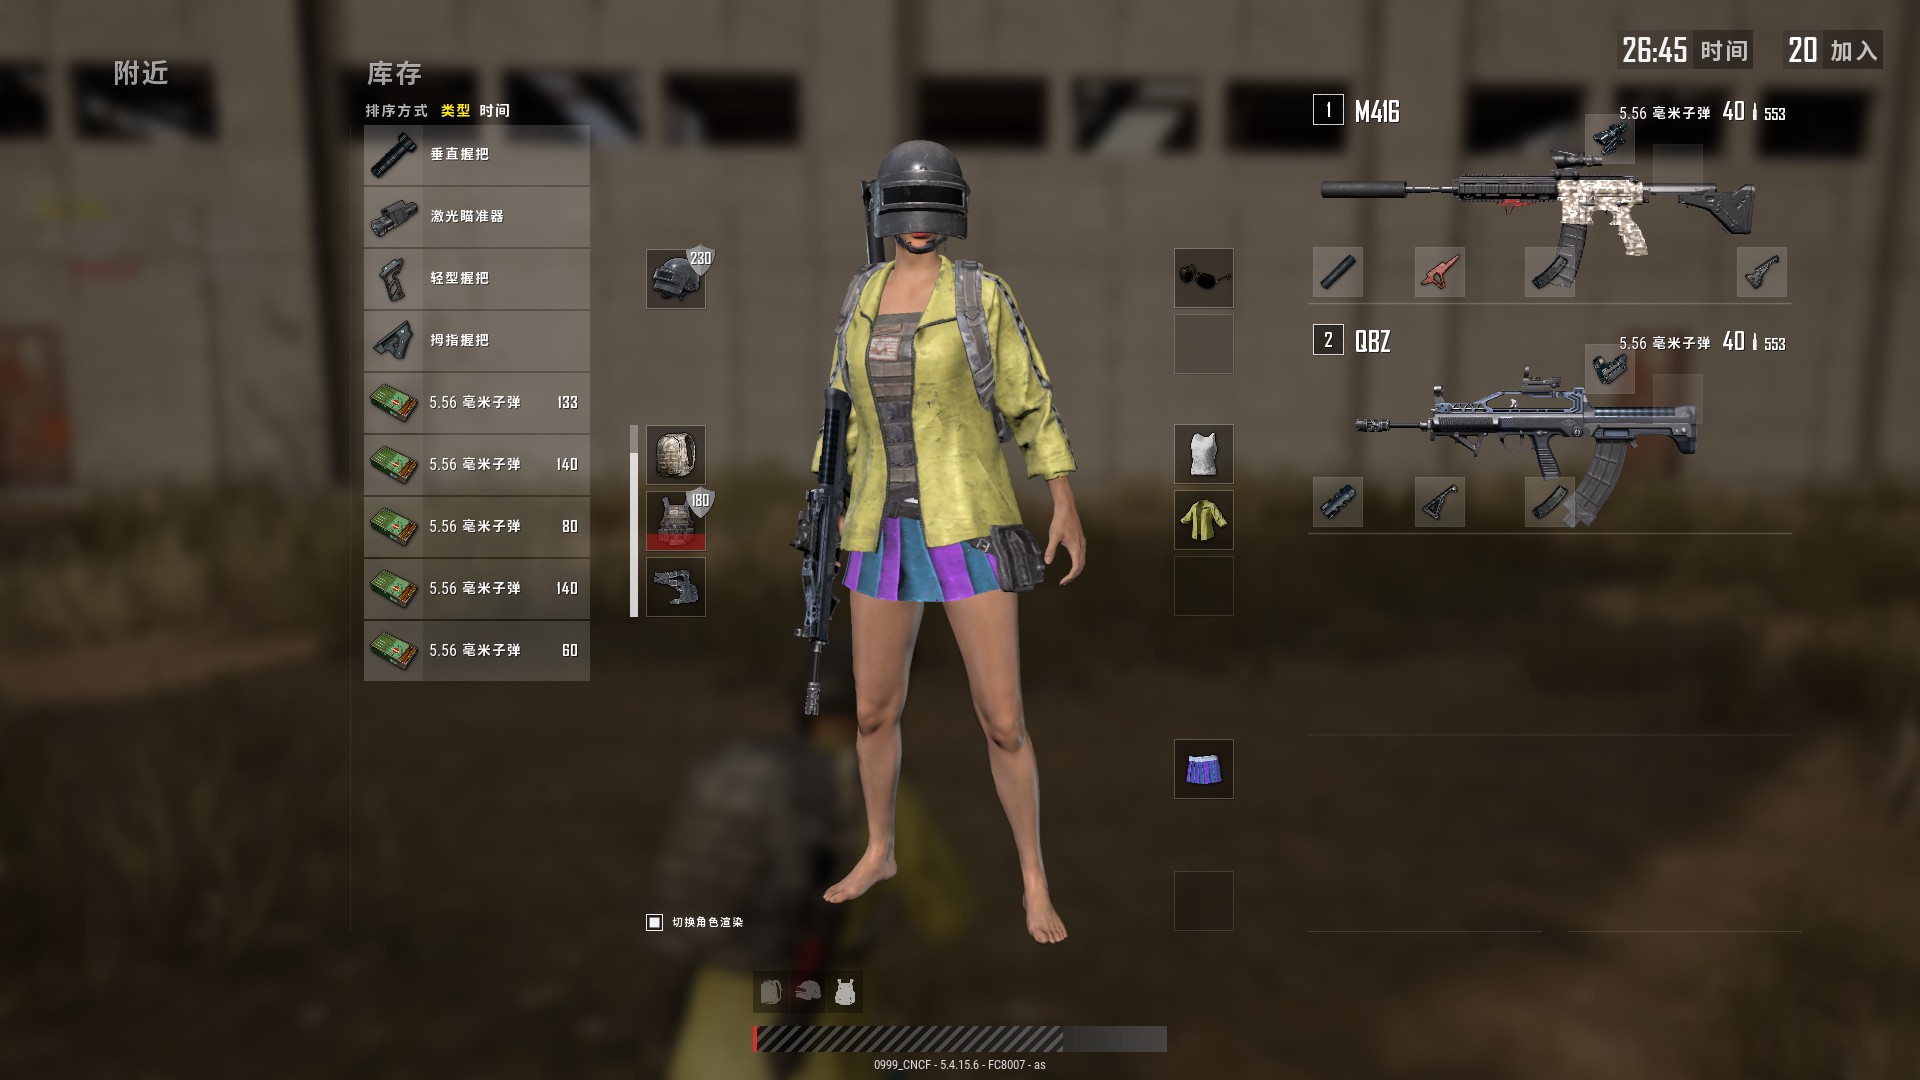 附近
库存
排序方式 类型 时间
垂直握把
激光瞄准器
轻型握把
拇指握把
5.56 毫米子弹 133
5.56 毫米子弹 140
5.56 毫米子弹 80
5.56 毫米子弹 140
5.56 毫米子弹 60
230
180
切换角色渲染
26:45 时间 20 加入
1 M416 5.56 毫米子弹 40 553
2 QBZ 5.56 毫米子弹 40 553
0999_CNCF - 5.4.15.6 - FC8007 - as